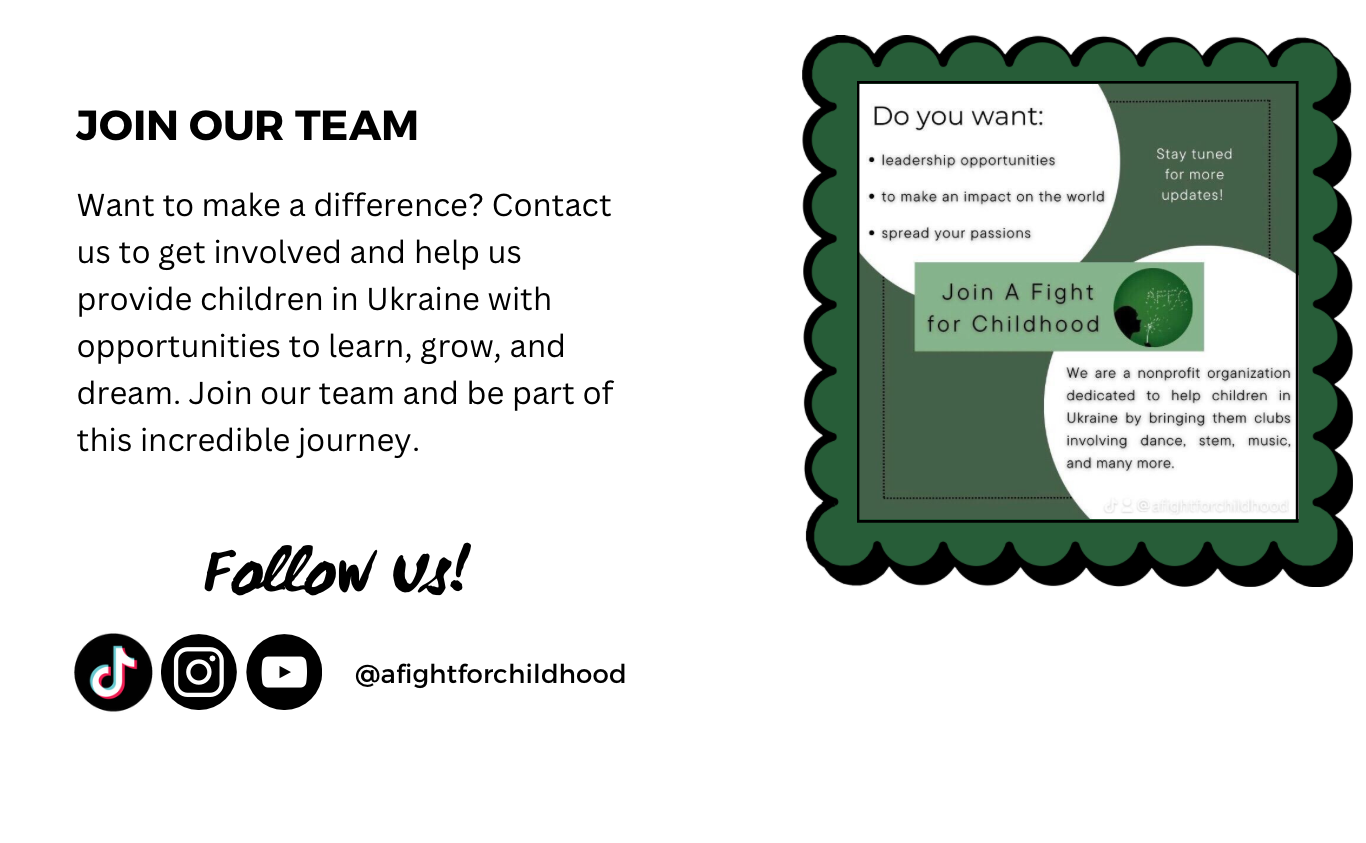 JOIN OUR TEAM
Want to make a difference? Contact
us to get involved and help us
provide children in Ukraine with
opportunities to learn, grow, and
dream. Join our team and be part of
this incredible journey.
Follow Us!
@afightforchildhood
Do you want:
• leadership opportunities
• to make an impact on the world
• spread your passions
Stay tuned
for more
updates!
Join A Fight
for Childhood
AFFC
We are a nonprofit organization
dedicated to help children in
Ukraine by bringing them clubs
involving dance, stem, music,
and many more.
@afightforchildhood